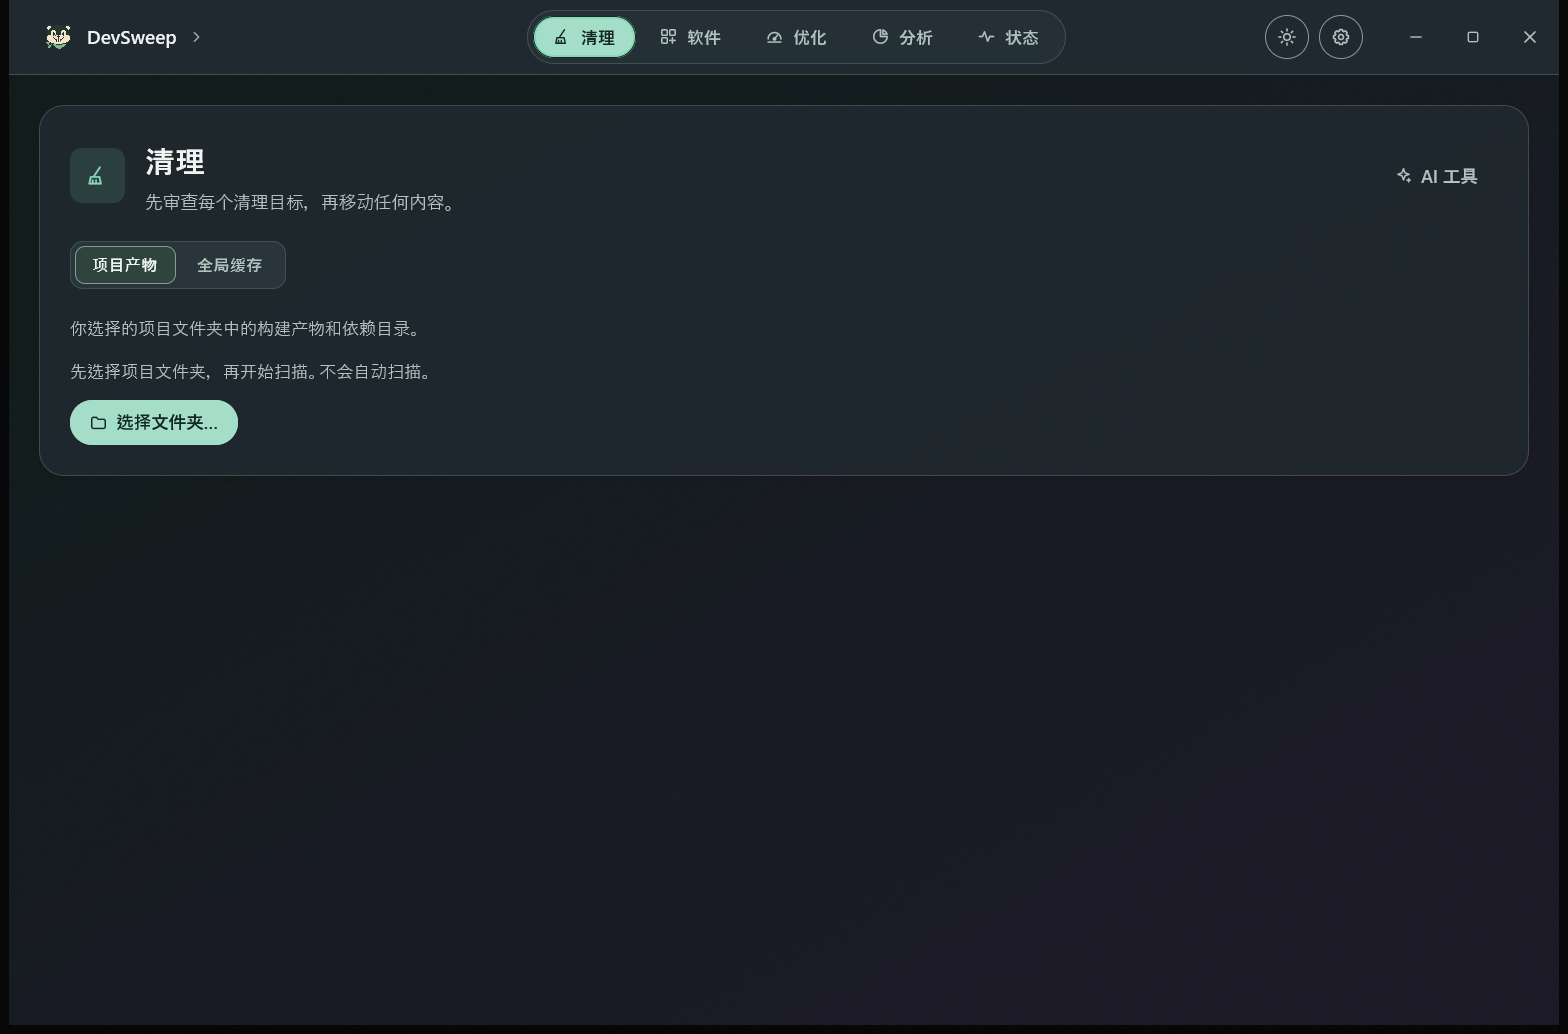 DevSweep
清理
软件
优化
分析
状态
清理
先审查每个清理目标，再移动任何内容。
AI 工具
项目产物
全局缓存
你选择的项目文件夹中的构建产物和依赖目录。
先选择项目文件夹，再开始扫描。不会自动扫描。
选择文件夹...